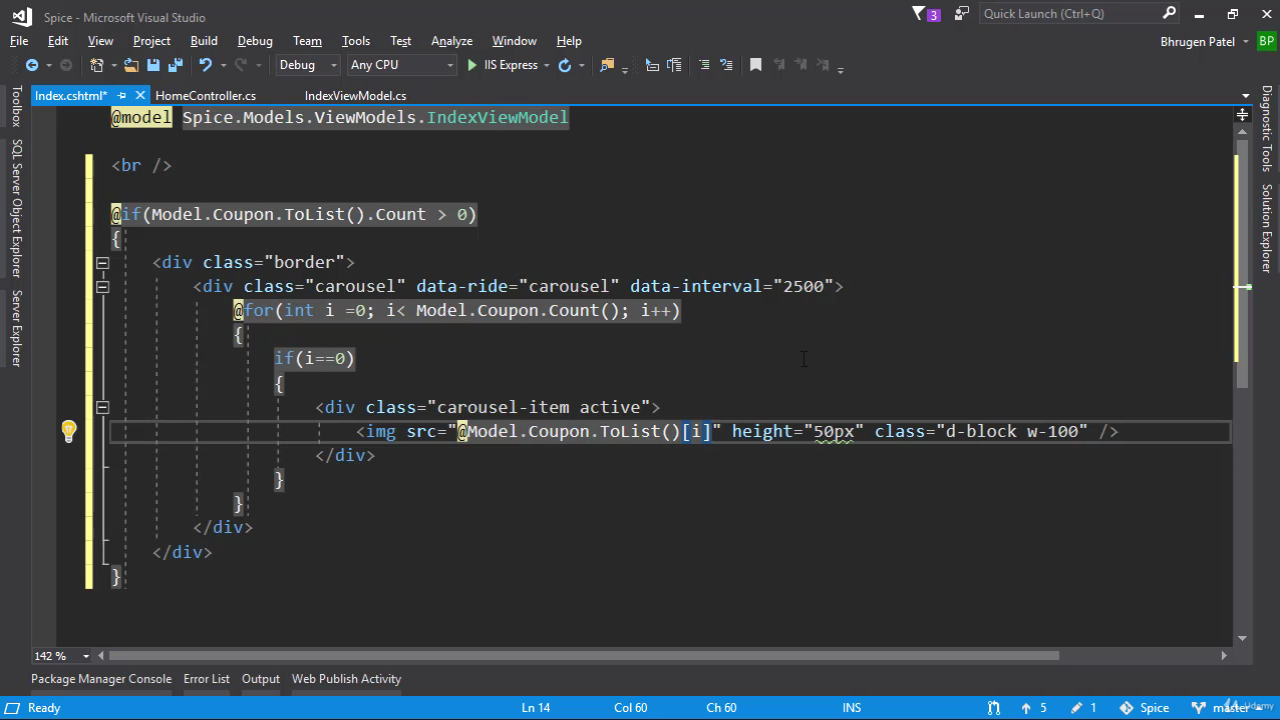 Spice - Microsoft Visual Studio
3
Quick Launch (Ctrl+Q)
File Edit View Project Build Debug Team Tools Test Analyze Window Help
Bhrugen Patel BP
Debug Any CPU IIS Express
Index.cshtml* HomeController.cs IndexViewModel.cs
Toolbox
SQL Server Object Explorer
Server Explorer
@model Spice.Models.ViewModels.IndexViewModel
<br />
@if(Model.Coupon.ToList().Count > 0)
{
<div class="border">
<div class="carousel" data-ride="carousel" data-interval="2500">
@for(int i =0; i< Model.Coupon.Count(); i++)
{
if(i==0)
{
<div class="carousel-item active">
<img src="@Model.Coupon.ToList()[i]" height="50px" class="d-block w-100" />
</div>
}
}
</div>
</div>
}
Diagnostic Tools
Solution Explorer
142 %
Package Manager Console Error List Output Web Publish Activity
Ready Ln 14 Col 60 Ch 60 INS 5 1 Spice master
Udemy